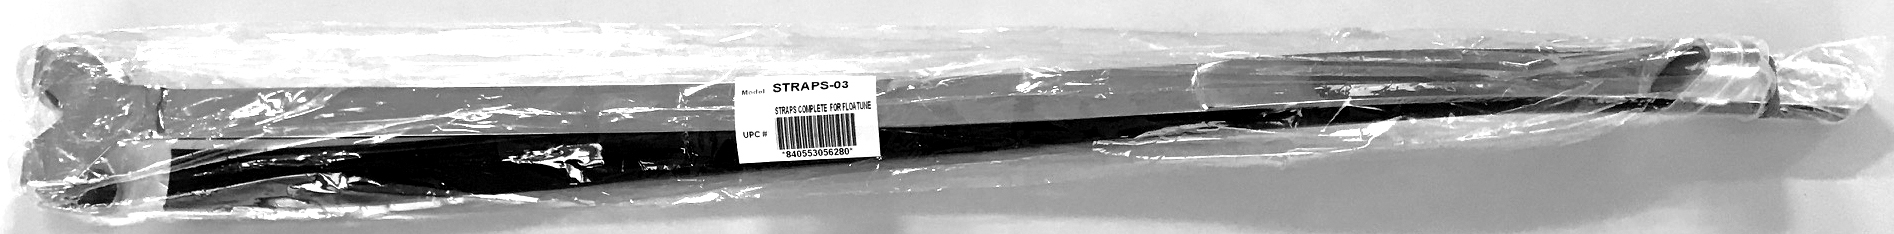 Model STRAPS-03
STRAPS COMPLETE FOR FLOATUNE
UPC #
*840553056280*